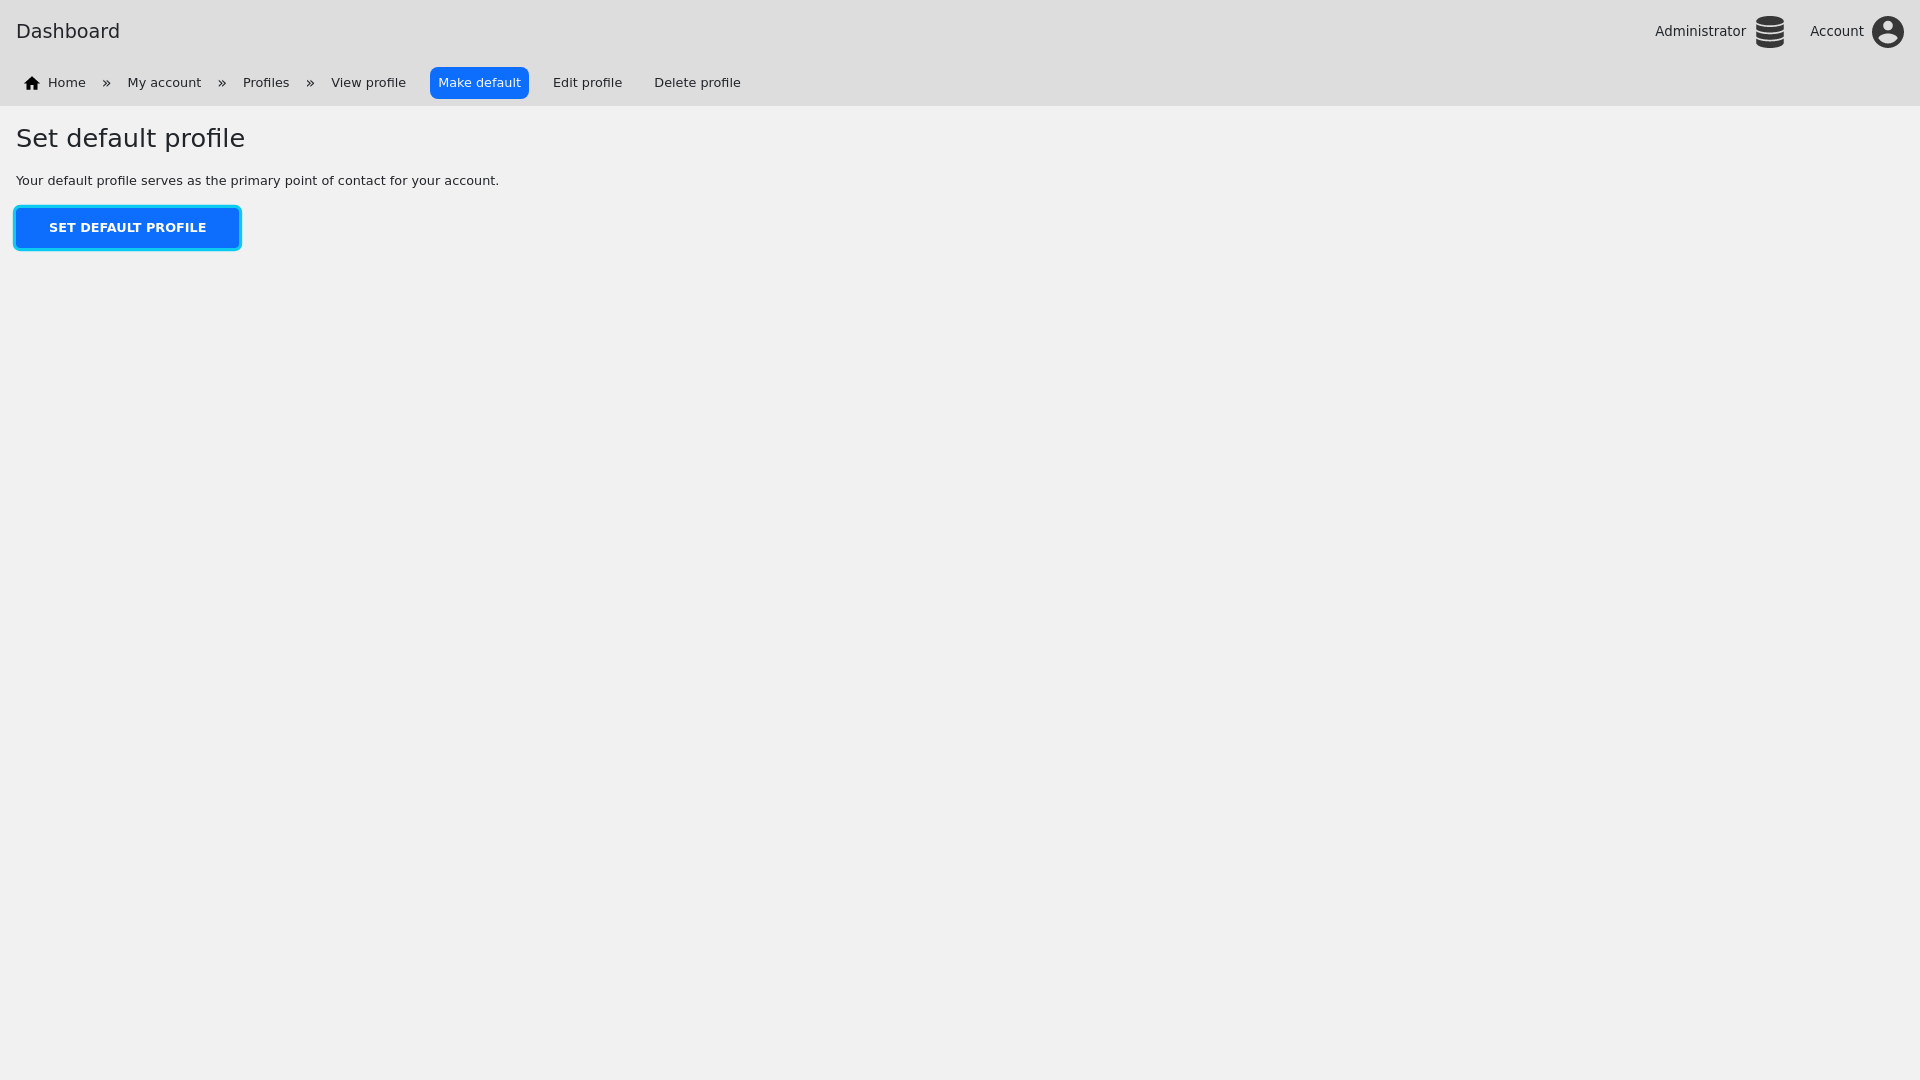 Dashboard
Administrator
Account
Home » My account » Profiles » View profile Make default Edit profile Delete profile
Set default profile
Your default profile serves as the primary point of contact for your account.
SET DEFAULT PROFILE